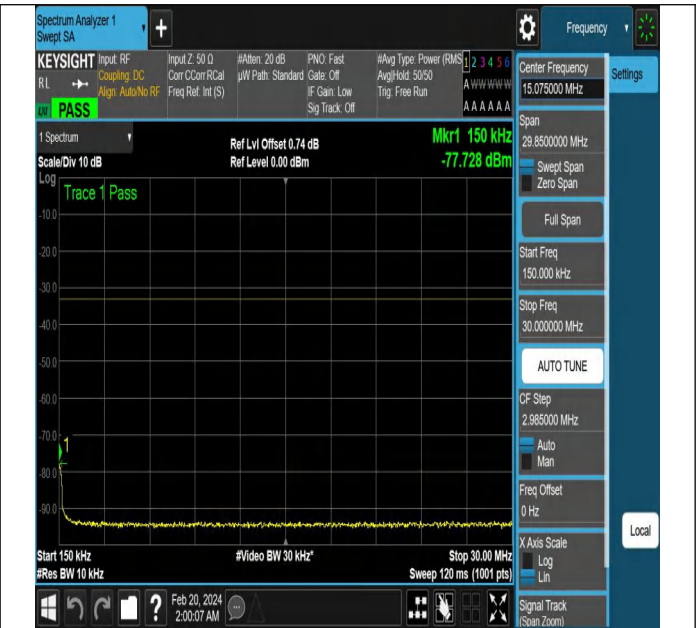 Spectrum Analyzer 1
Swept SA
+
Frequency
KEYSIGHT
RL
PASS
Input: RF
Coupling: DC
Align: Auto/No RF
Input Z: 50 Ω
Corr CCorr RCal
Freq Ref: Int (S)
#Atten: 20 dB
µW Path: Standard
PNO: Fast
Gate: Off
IF Gain: Low
Sig Track: Off
#Avg Type: Power (RMS
Avg|Hold: 50/50
Trig: Free Run
1 2 3 4 5 6
A W W W W W
A A A A A A
1 Spectrum
Scale/Div 10 dB
Ref Lvl Offset 0.74 dB
Ref Level 0.00 dBm
Mkr1 150 kHz
-77.728 dBm
Log
Trace 1 Pass
-10.0
-20.0
-30.0
-40.0
-50.0
-60.0
-70.0
1
-80.0
-90.0
Start 150 kHz
#Video BW 30 kHz*
Stop 30.00 MHz
#Res BW 10 kHz
Sweep 120 ms (1001 pts)
?
Feb 20, 2024
2:00:07 AM
Center Frequency
15.075000 MHz
Settings
Span
29.8500000 MHz
Swept Span
Zero Span
Full Span
Start Freq
150.000 kHz
Stop Freq
30.000000 MHz
AUTO TUNE
CF Step
2.985000 MHz
Auto
Man
Freq Offset
0 Hz
Local
X Axis Scale
Log
Lin
Signal Track
(Span Zoom)